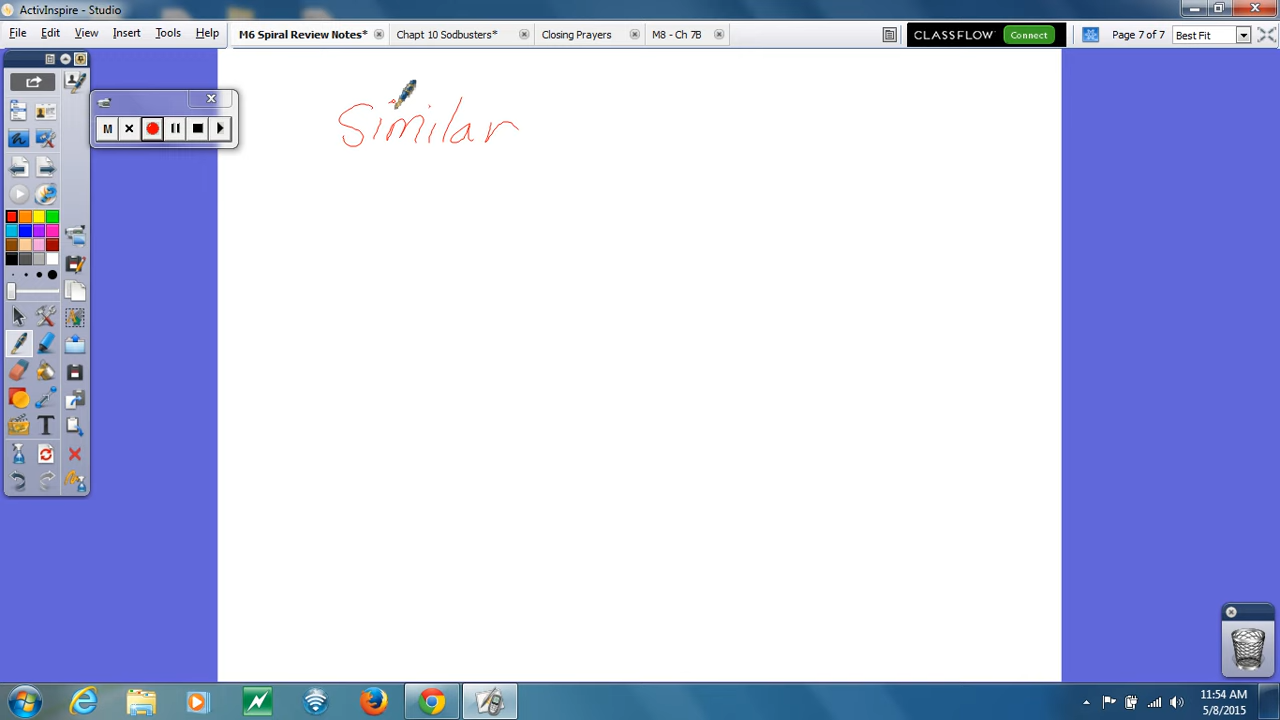 ActivInspire - Studio
File Edit View Insert Tools Help
M6 Spiral Review Notes* Chapt 10 Sodbusters* Closing Prayers M8 - Ch 7B
CLASSFLOW Connect
Page 7 of 7
Best Fit
M
Similar
T
11:54 AM
5/8/2015